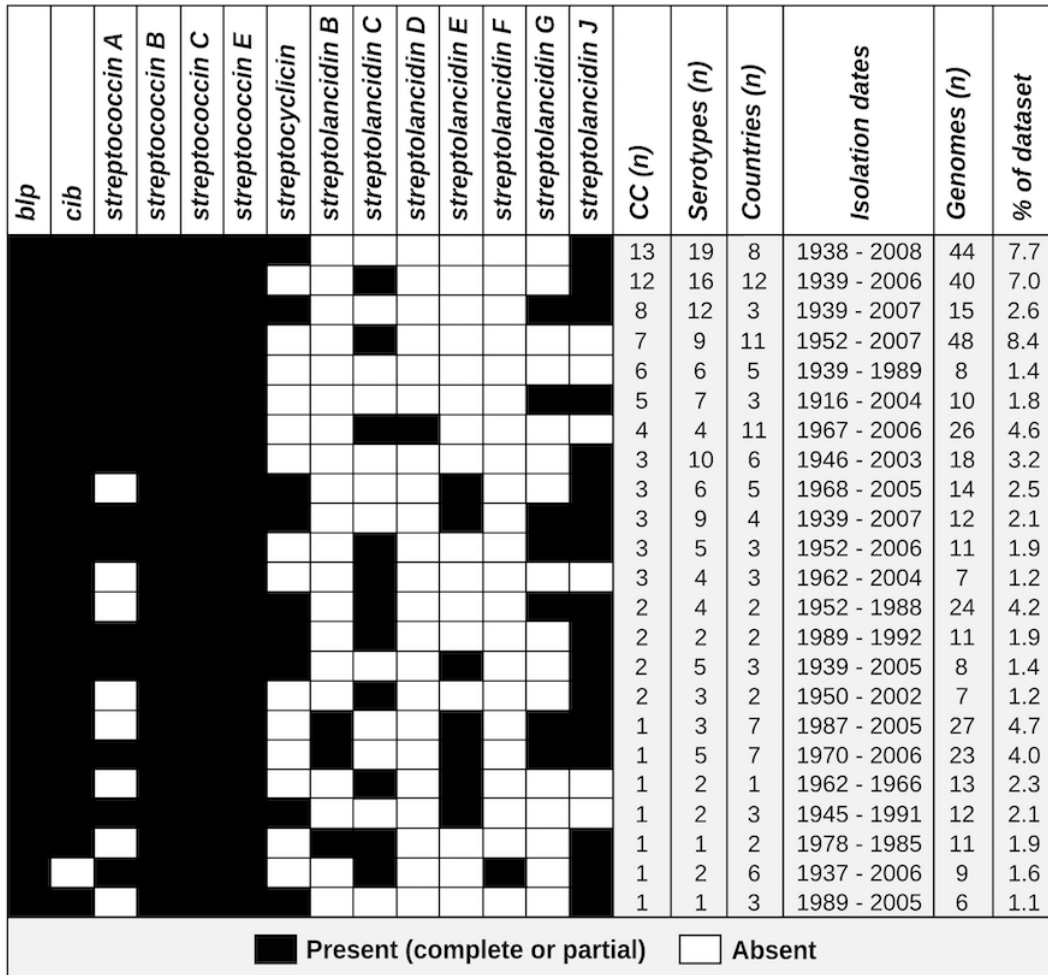 blp cib streptococcin A streptococcin B streptococcin C streptococcin E streptocyclicin streptolancidin B streptolancidin C streptolancidin D streptolancidin E streptolancidin F streptolancidin G streptolancidin J CC (n) Serotypes (n) Countries (n) Isolation dates Genomes (n) % of dataset
13 19 8 1938 - 2008 44 7.7
12 16 12 1939 - 2006 40 7.0
8 12 3 1939 - 2007 15 2.6
7 9 11 1952 - 2007 48 8.4
6 6 5 1939 - 1989 8 1.4
5 7 3 1916 - 2004 10 1.8
4 4 11 1967 - 2006 26 4.6
3 10 6 1946 - 2003 18 3.2
3 6 5 1968 - 2005 14 2.5
3 9 4 1939 - 2007 12 2.1
3 5 3 1952 - 2006 11 1.9
3 4 3 1962 - 2004 7 1.2
2 4 2 1952 - 1988 24 4.2
2 2 2 1989 - 1992 11 1.9
2 5 3 1939 - 2005 8 1.4
2 3 2 1950 - 2002 7 1.2
1 3 7 1987 - 2005 27 4.7
1 5 7 1970 - 2006 23 4.0
1 2 1 1962 - 1966 13 2.3
1 2 3 1945 - 1991 12 2.1
1 1 2 1978 - 1985 11 1.9
1 2 6 1937 - 2006 9 1.6
1 1 3 1989 - 2005 6 1.1
Present (complete or partial) Absent